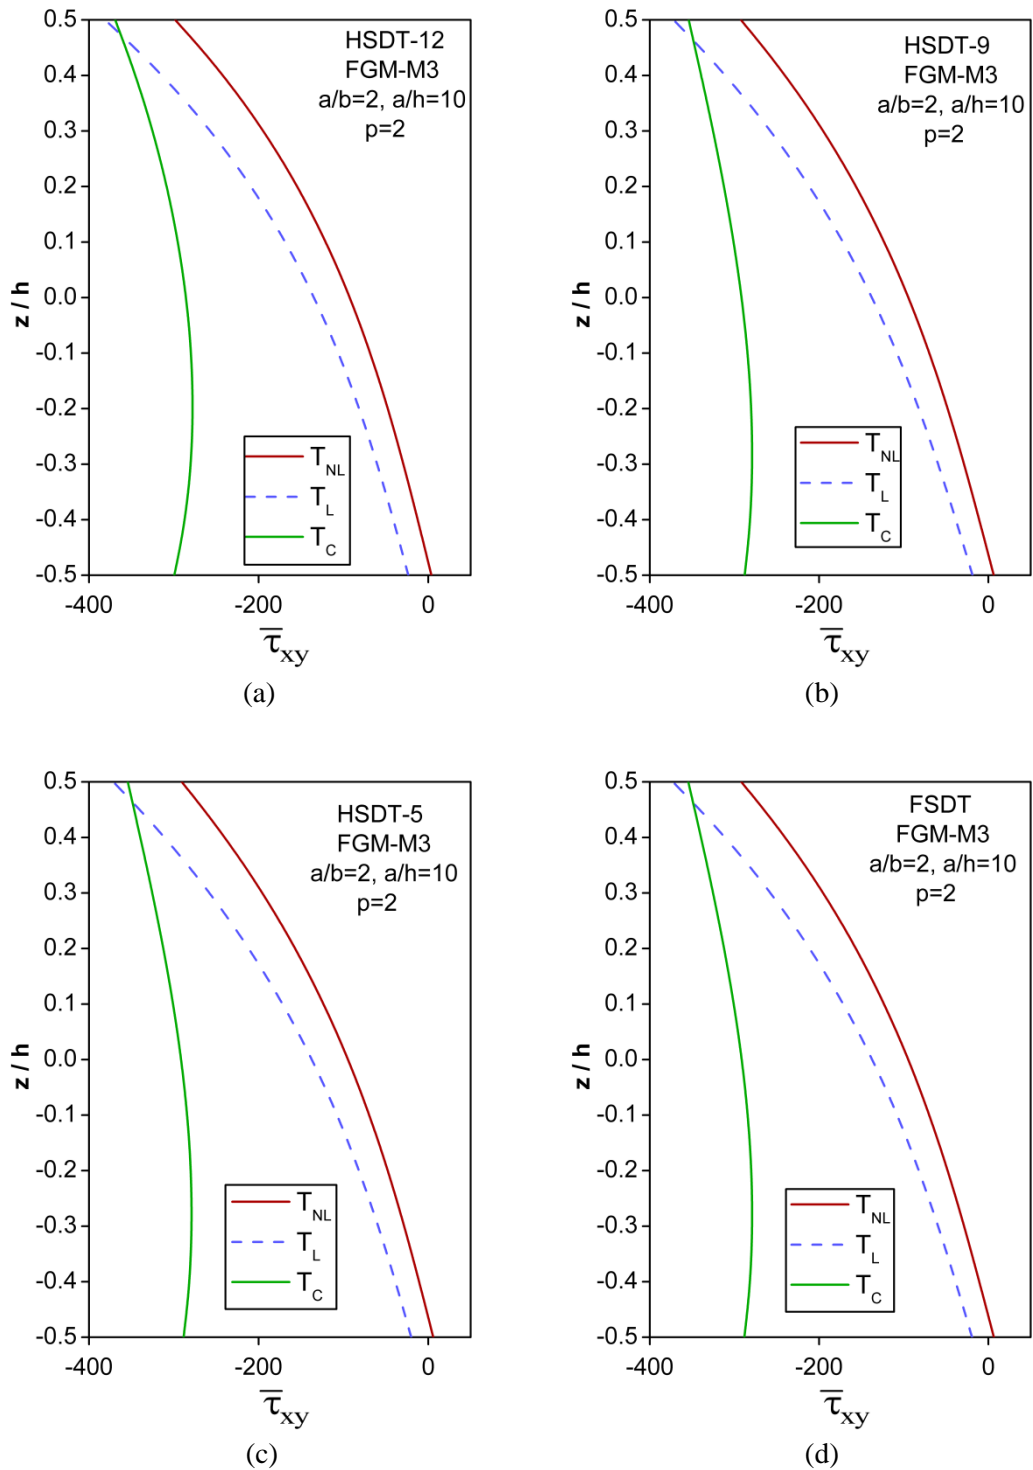 HSDT-12
FGM-M3
a/b=2, a/h=10
p=2
0.5
0.4
0.3
0.2
0.1
0.0
-0.1
-0.2
-0.3
-0.4
-0.5
z / h
T_NL
T_L
T_C
-400
-200
0
τ̅_xy
(a)
HSDT-9
FGM-M3
a/b=2, a/h=10
p=2
0.5
0.4
0.3
0.2
0.1
0.0
-0.1
-0.2
-0.3
-0.4
-0.5
z / h
T_NL
T_L
T_C
-400
-200
0
τ̅_xy
(b)
HSDT-5
FGM-M3
a/b=2, a/h=10
p=2
0.5
0.4
0.3
0.2
0.1
0.0
-0.1
-0.2
-0.3
-0.4
-0.5
z / h
T_NL
T_L
T_C
-400
-200
0
τ̅_xy
(c)
FSDT
FGM-M3
a/b=2, a/h=10
p=2
0.5
0.4
0.3
0.2
0.1
0.0
-0.1
-0.2
-0.3
-0.4
-0.5
z / h
T_NL
T_L
T_C
-400
-200
0
τ̅_xy
(d)